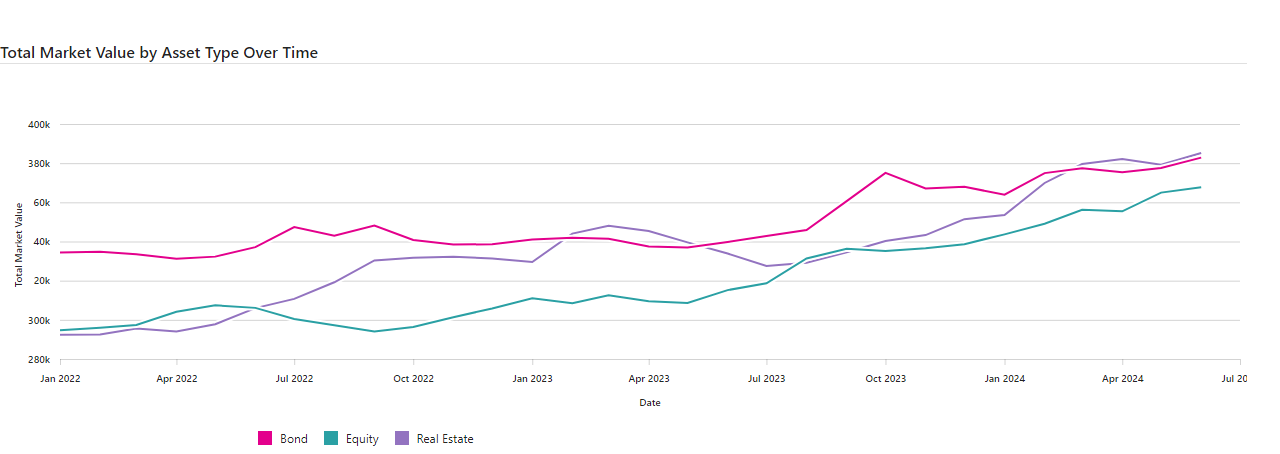 Total Market Value by Asset Type Over Time
400k
380k
60k
40k
20k
300k
280k
Total Market Value
Jan 2022 Apr 2022 Jul 2022 Oct 2022 Jan 2023 Apr 2023 Jul 2023 Oct 2023 Jan 2024 Apr 2024 Jul 20
Date
Bond Equity Real Estate